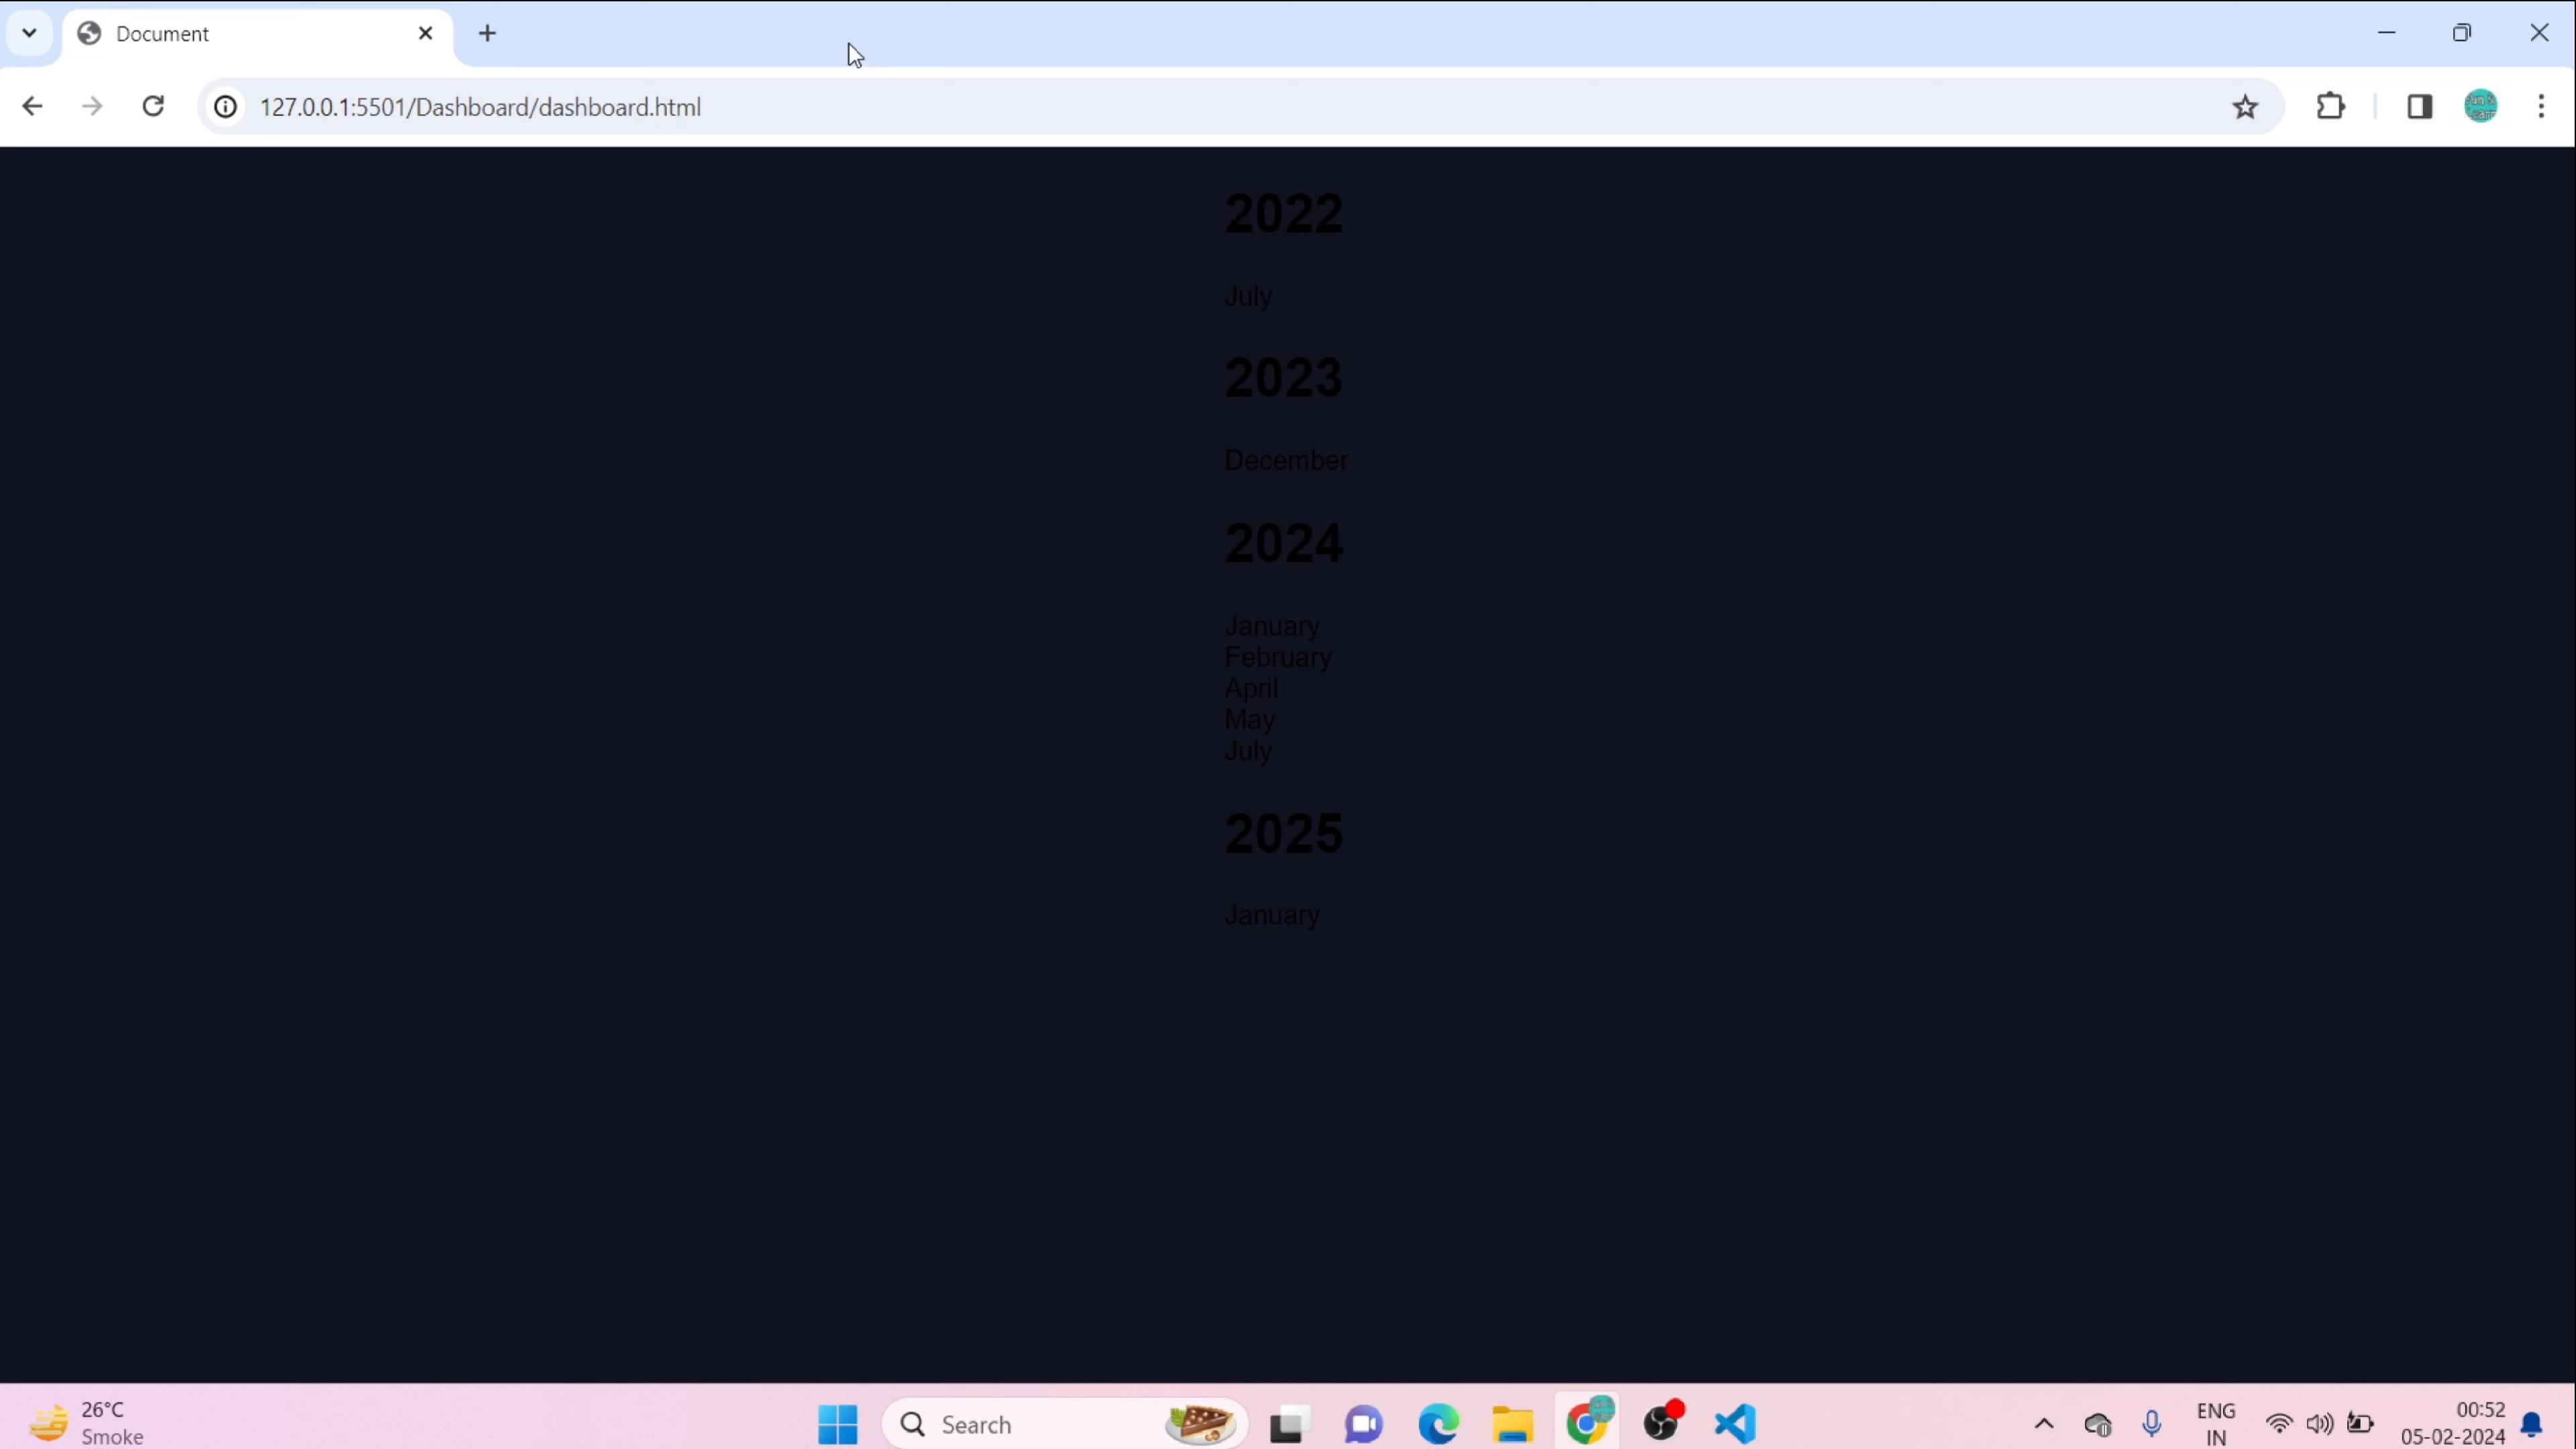 Document
127.0.0.1:5501/Dashboard/dashboard.html
2022
July
2023
December
2024
January
February
April
May
July
2025
January
26°C
Smoke
Search
ENG
IN
00:52
05-02-2024